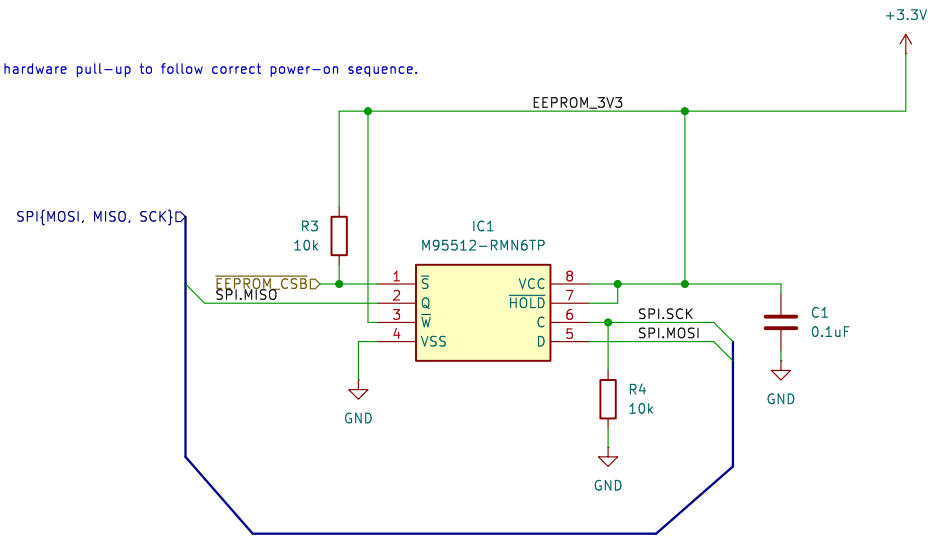 +3.3V
hardware pull-up to follow correct power-on sequence.
EEPROM_3V3
SPI{MOSI, MISO, SCK}
R3
10k
IC1
M95512-RMN6TP
EEPROM_CSB
SPI.MISO
1
2
3
4
S
Q
W
VSS
VCC
HOLD
C
D
8
7
6
5
SPI.SCK
SPI.MOSI
C1
0.1uF
GND
R4
10k
GND
GND